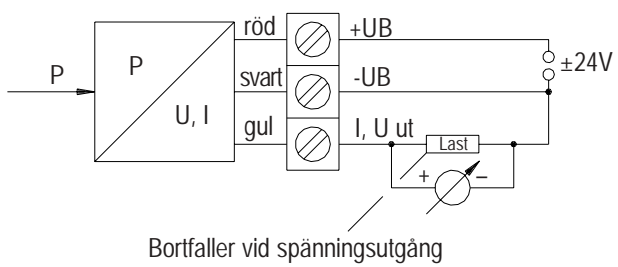 röd +UB
P P ±24V
svart -UB
U, I
gul I, U ut
Last
+ −
Bortfaller vid spänningsutgång